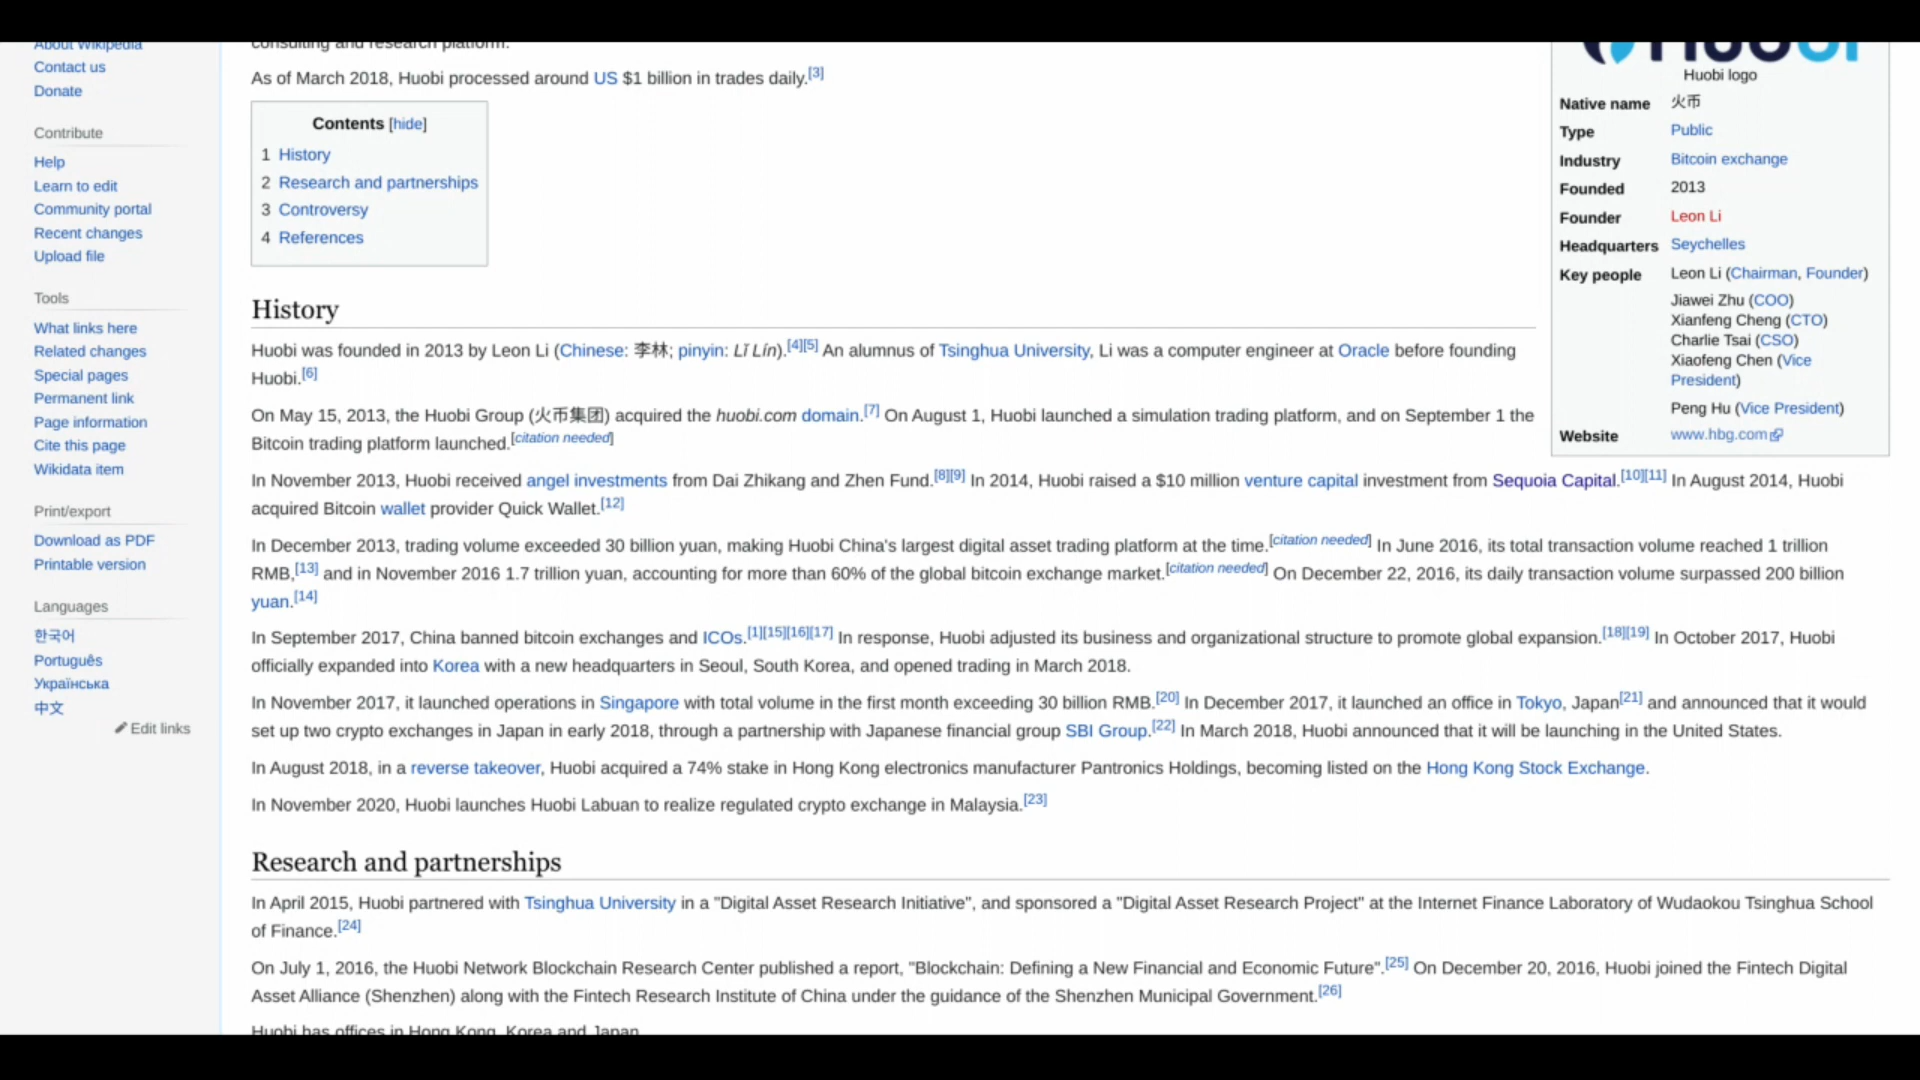 About Wikipedia
Contact us
Donate
Contribute
Help
Learn to edit
Community portal
Recent changes
Upload file
Tools
What links here
Related changes
Special pages
Permanent link
Page information
Cite this page
Wikidata item
Print/export
Download as PDF
Printable version
Languages
한국어
Português
Українська
中文
Edit links
consulting and research platform.
As of March 2018, Huobi processed around US $1 billion in trades daily.[3]
Contents [hide]
1 History
2 Research and partnerships
3 Controversy
4 References
History
Huobi was founded in 2013 by Leon Li (Chinese: 李林; pinyin: Lǐ Lín).[4][5] An alumnus of Tsinghua University, Li was a computer engineer at Oracle before founding
Huobi.[6]
On May 15, 2013, the Huobi Group (火币集团) acquired the huobi.com domain.[7] On August 1, Huobi launched a simulation trading platform, and on September 1 the
Bitcoin trading platform launched.[citation needed]
In November 2013, Huobi received angel investments from Dai Zhikang and Zhen Fund.[8][9] In 2014, Huobi raised a $10 million venture capital investment from Sequoia Capital.[10][11] In August 2014, Huobi
acquired Bitcoin wallet provider Quick Wallet.[12]
In December 2013, trading volume exceeded 30 billion yuan, making Huobi China's largest digital asset trading platform at the time.[citation needed] In June 2016, its total transaction volume reached 1 trillion
RMB,[13] and in November 2016 1.7 trillion yuan, accounting for more than 60% of the global bitcoin exchange market.[citation needed] On December 22, 2016, its daily transaction volume surpassed 200 billion
yuan.[14]
In September 2017, China banned bitcoin exchanges and ICOs.[1][15][16][17] In response, Huobi adjusted its business and organizational structure to promote global expansion.[18][19] In October 2017, Huobi
officially expanded into Korea with a new headquarters in Seoul, South Korea, and opened trading in March 2018.
In November 2017, it launched operations in Singapore with total volume in the first month exceeding 30 billion RMB.[20] In December 2017, it launched an office in Tokyo, Japan[21] and announced that it would
set up two crypto exchanges in Japan in early 2018, through a partnership with Japanese financial group SBI Group.[22] In March 2018, Huobi announced that it will be launching in the United States.
In August 2018, in a reverse takeover, Huobi acquired a 74% stake in Hong Kong electronics manufacturer Pantronics Holdings, becoming listed on the Hong Kong Stock Exchange.
In November 2020, Huobi launches Huobi Labuan to realize regulated crypto exchange in Malaysia.[23]
Research and partnerships
In April 2015, Huobi partnered with Tsinghua University in a "Digital Asset Research Initiative", and sponsored a "Digital Asset Research Project" at the Internet Finance Laboratory of Wudaokou Tsinghua School
of Finance.[24]
On July 1, 2016, the Huobi Network Blockchain Research Center published a report, "Blockchain: Defining a New Financial and Economic Future".[25] On December 20, 2016, Huobi joined the Fintech Digital
Asset Alliance (Shenzhen) along with the Fintech Research Institute of China under the guidance of the Shenzhen Municipal Government.[26]
Huobi has offices in Hong Kong, Korea and Japan.
Huobi
Huobi logo
Native name 火币
Type Public
Industry Bitcoin exchange
Founded 2013
Founder Leon Li
Headquarters Seychelles
Key people Leon Li (Chairman, Founder)
Jiawei Zhu (COO)
Xianfeng Cheng (CTO)
Charlie Tsai (CSO)
Xiaofeng Chen (Vice
President)
Peng Hu (Vice President)
Website www.hbg.com